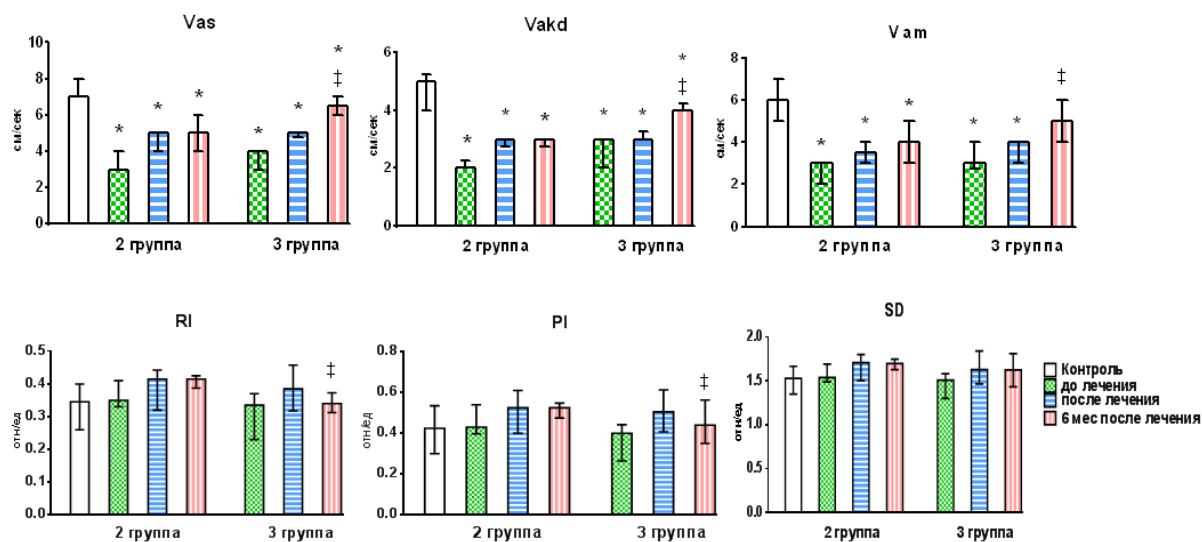 Vas
10
8
6
4
2
0
см/сек
*
*
*
*
*
*
‡
2 группа
3 группа
Vakd
6
4
2
0
см/сек
*
*
*
*
*
*
‡
2 группа
3 группа
Vam
8
6
4
2
0
см/сек
*
*
*
*
*
‡
2 группа
3 группа
RI
0.5
0.4
0.3
0.2
0.1
0.0
отн/ед
‡
2 группа
3 группа
PI
0.8
0.6
0.4
0.2
0.0
отн/ед
‡
2 группа
3 группа
SD
2.0
1.5
1.0
0.5
0.0
отн/ед
2 группа
3 группа
Контроль
до лечения
после лечения
6 мес после лечения